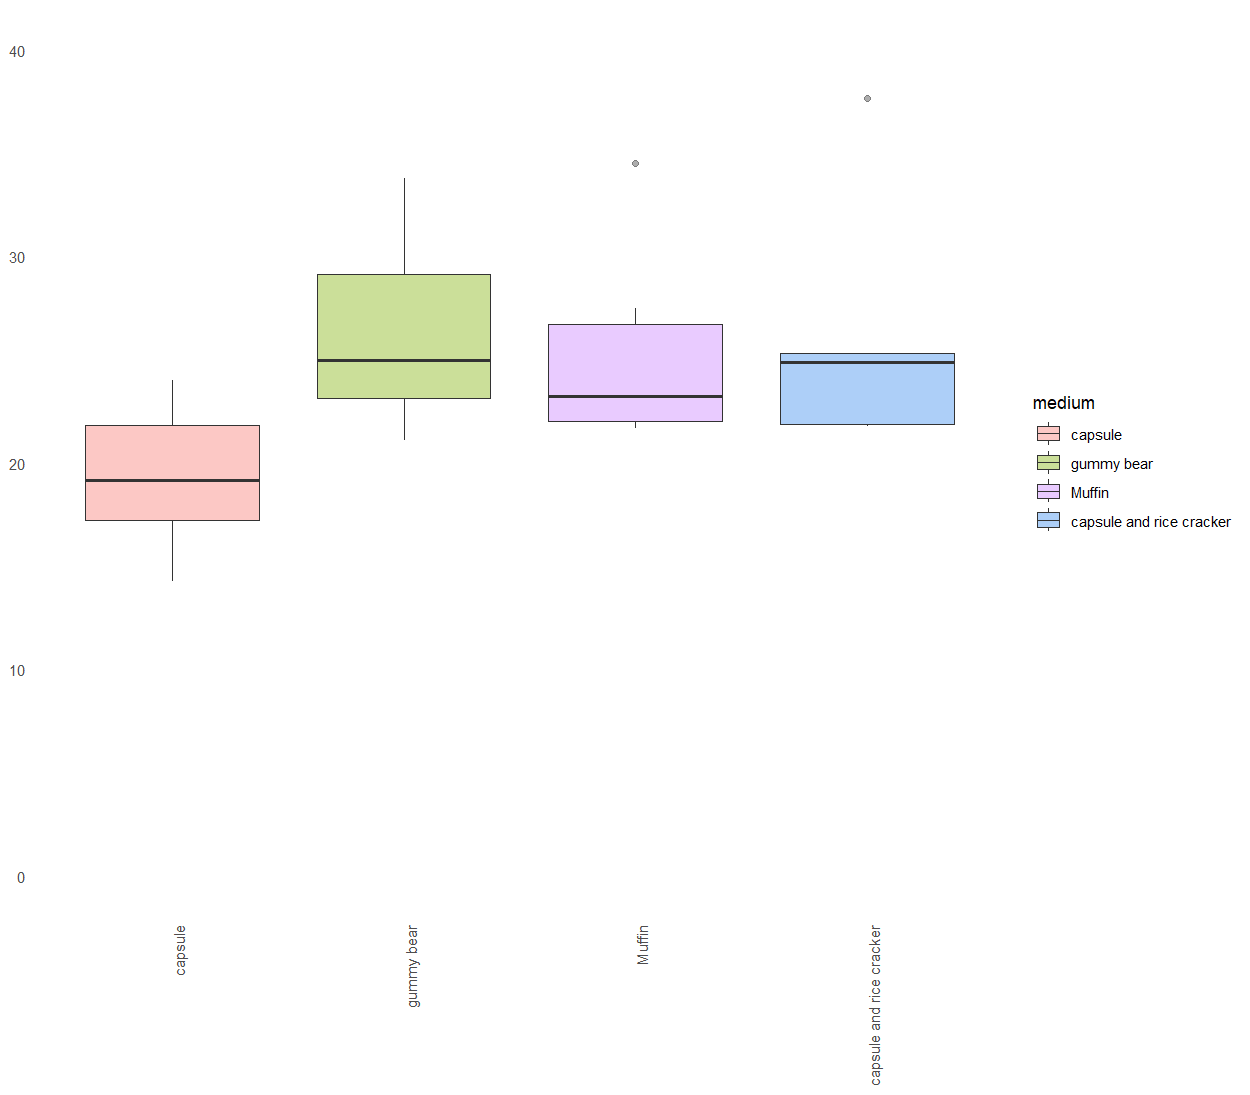 40
30
20
10
0
capsule
gummy bear
Muffin
capsule and rice cracker
medium
capsule
gummy bear
Muffin
capsule and rice cracker